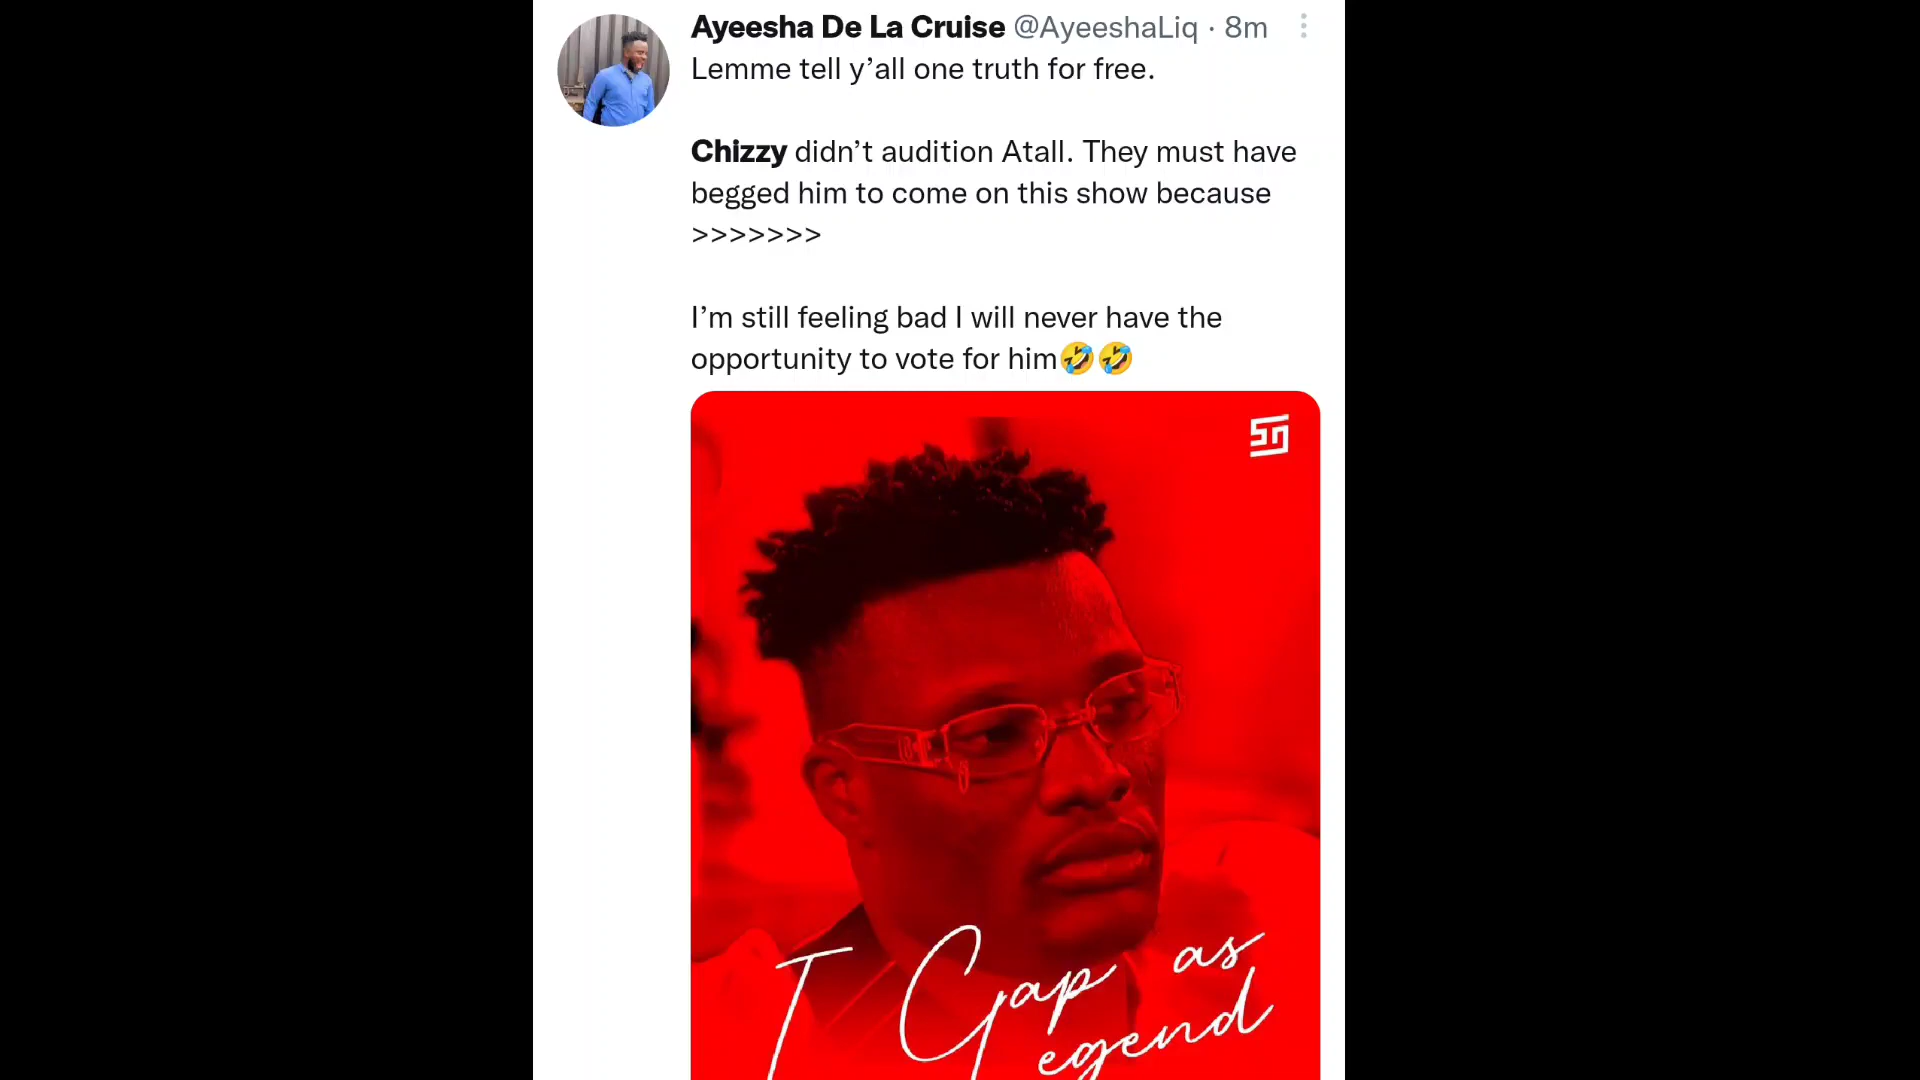 Ayeesha De La Cruise @AyeeshaLiq · 8m
Lemme tell y’all one truth for free.
Chizzy didn’t audition Atall. They must have
begged him to come on this show because
>>>>>>>
I’m still feeling bad I will never have the
opportunity to vote for him🤣🤣
I Gap as
egend